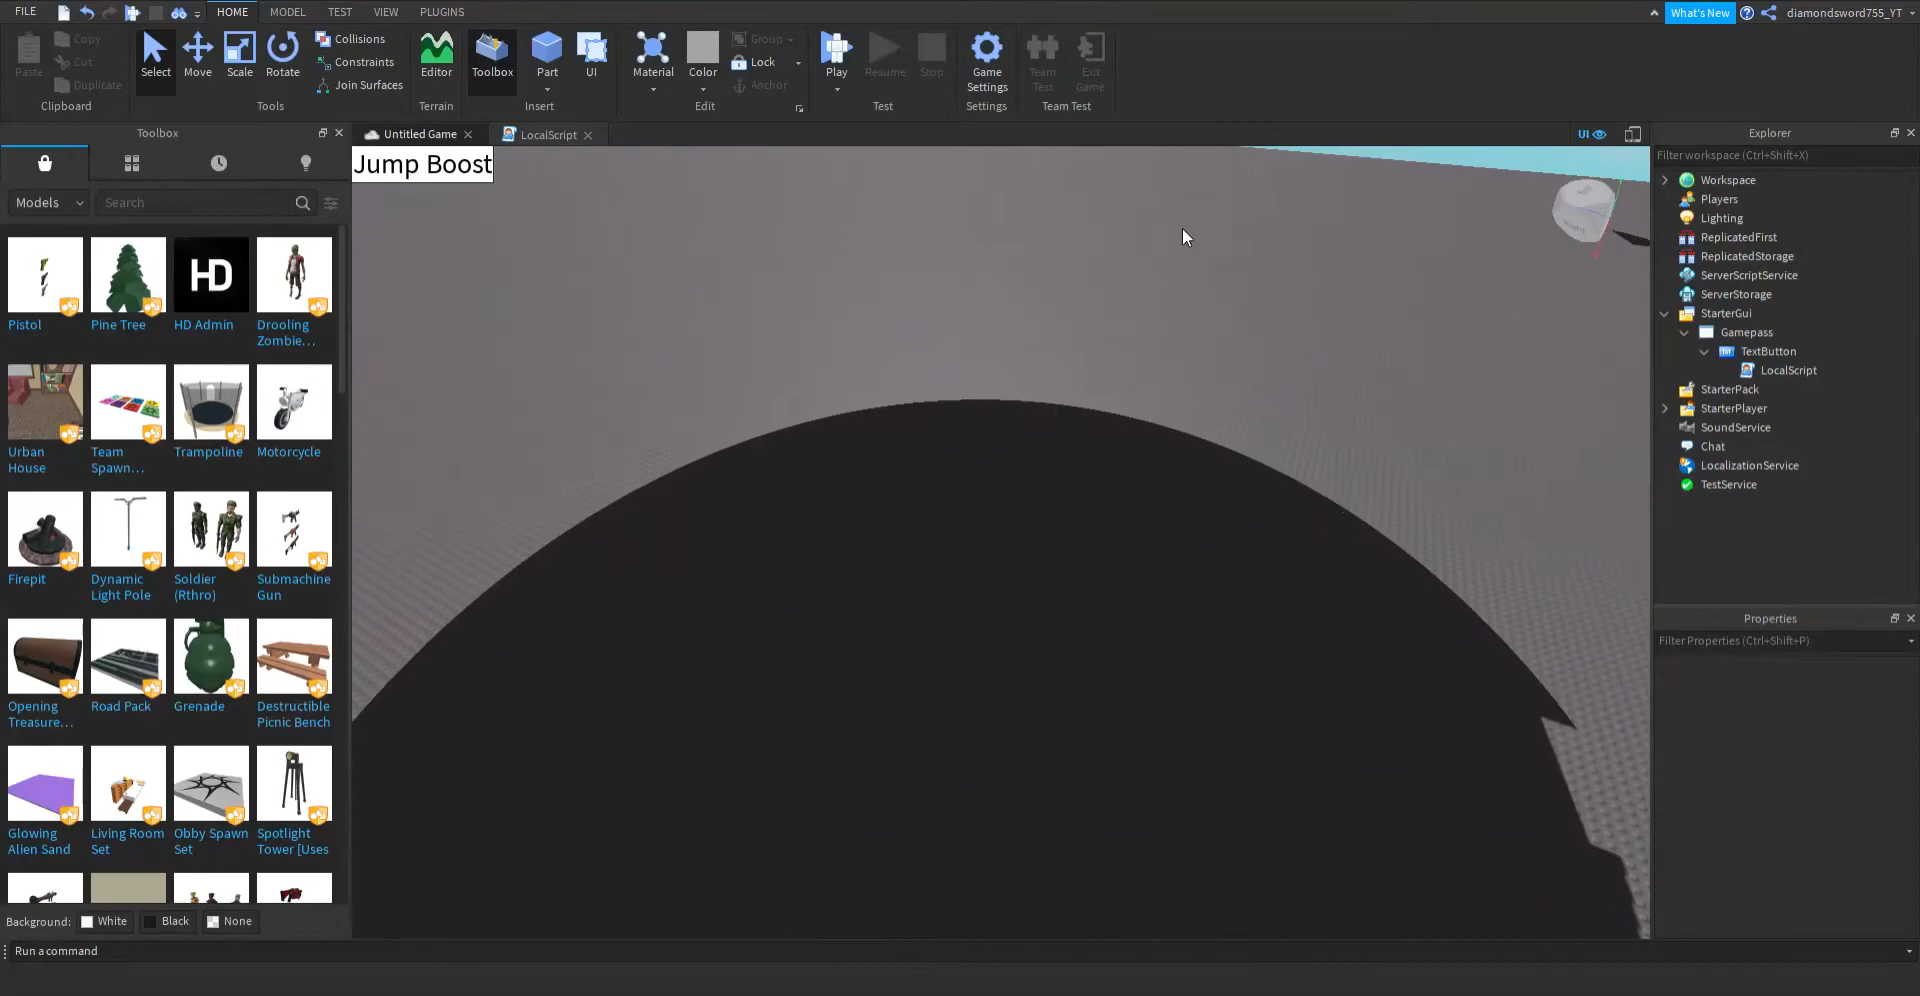 FILE
HOME
MODEL
TEST
VIEW
PLUGINS
What's New
diamondsword755_YT
Paste
Copy
Cut
Duplicate
Clipboard
Select
Move
Scale
Rotate
Collisions
Constraints
Join Surfaces
Tools
Editor
Terrain
Toolbox
Part
UI
Insert
Material
Color
Group
Lock
Anchor
Edit
Play
Resume
Stop
Test
Game
Settings
Settings
Team
Test
Exit
Game
Team Test
Toolbox
Untitled Game
LocalScript
UI
Explorer
Models
Search
Jump Boost
Filter workspace (Ctrl+Shift+X)
Workspace
Players
Lighting
ReplicatedFirst
ReplicatedStorage
ServerScriptService
ServerStorage
StarterGui
Gamepass
TextButton
LocalScript
StarterPack
StarterPlayer
SoundService
Chat
LocalizationService
TestService
Properties
Filter Properties (Ctrl+Shift+P)
HD
Pistol
Pine Tree
HD Admin
Drooling
Zombie...
Urban
House
Team
Spawn...
Trampoline
Motorcycle
Firepit
Dynamic
Light Pole
Soldier
(Rthro)
Submachine
Gun
Opening
Treasure...
Road Pack
Grenade
Destructible
Picnic Bench
Glowing
Alien Sand
Living Room
Set
Obby Spawn
Set
Spotlight
Tower [Uses
Background:
White
Black
None
Run a command